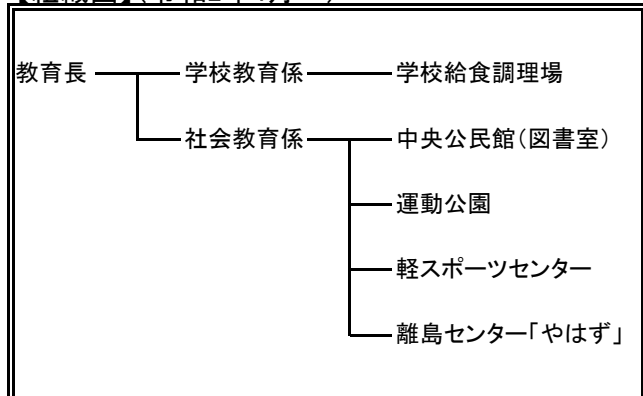 教育長 学校教育係 学校給食調理場
社会教育係 中央公民館（図書室）
運動公園
軽スポーツセンター
離島センター「やはず」